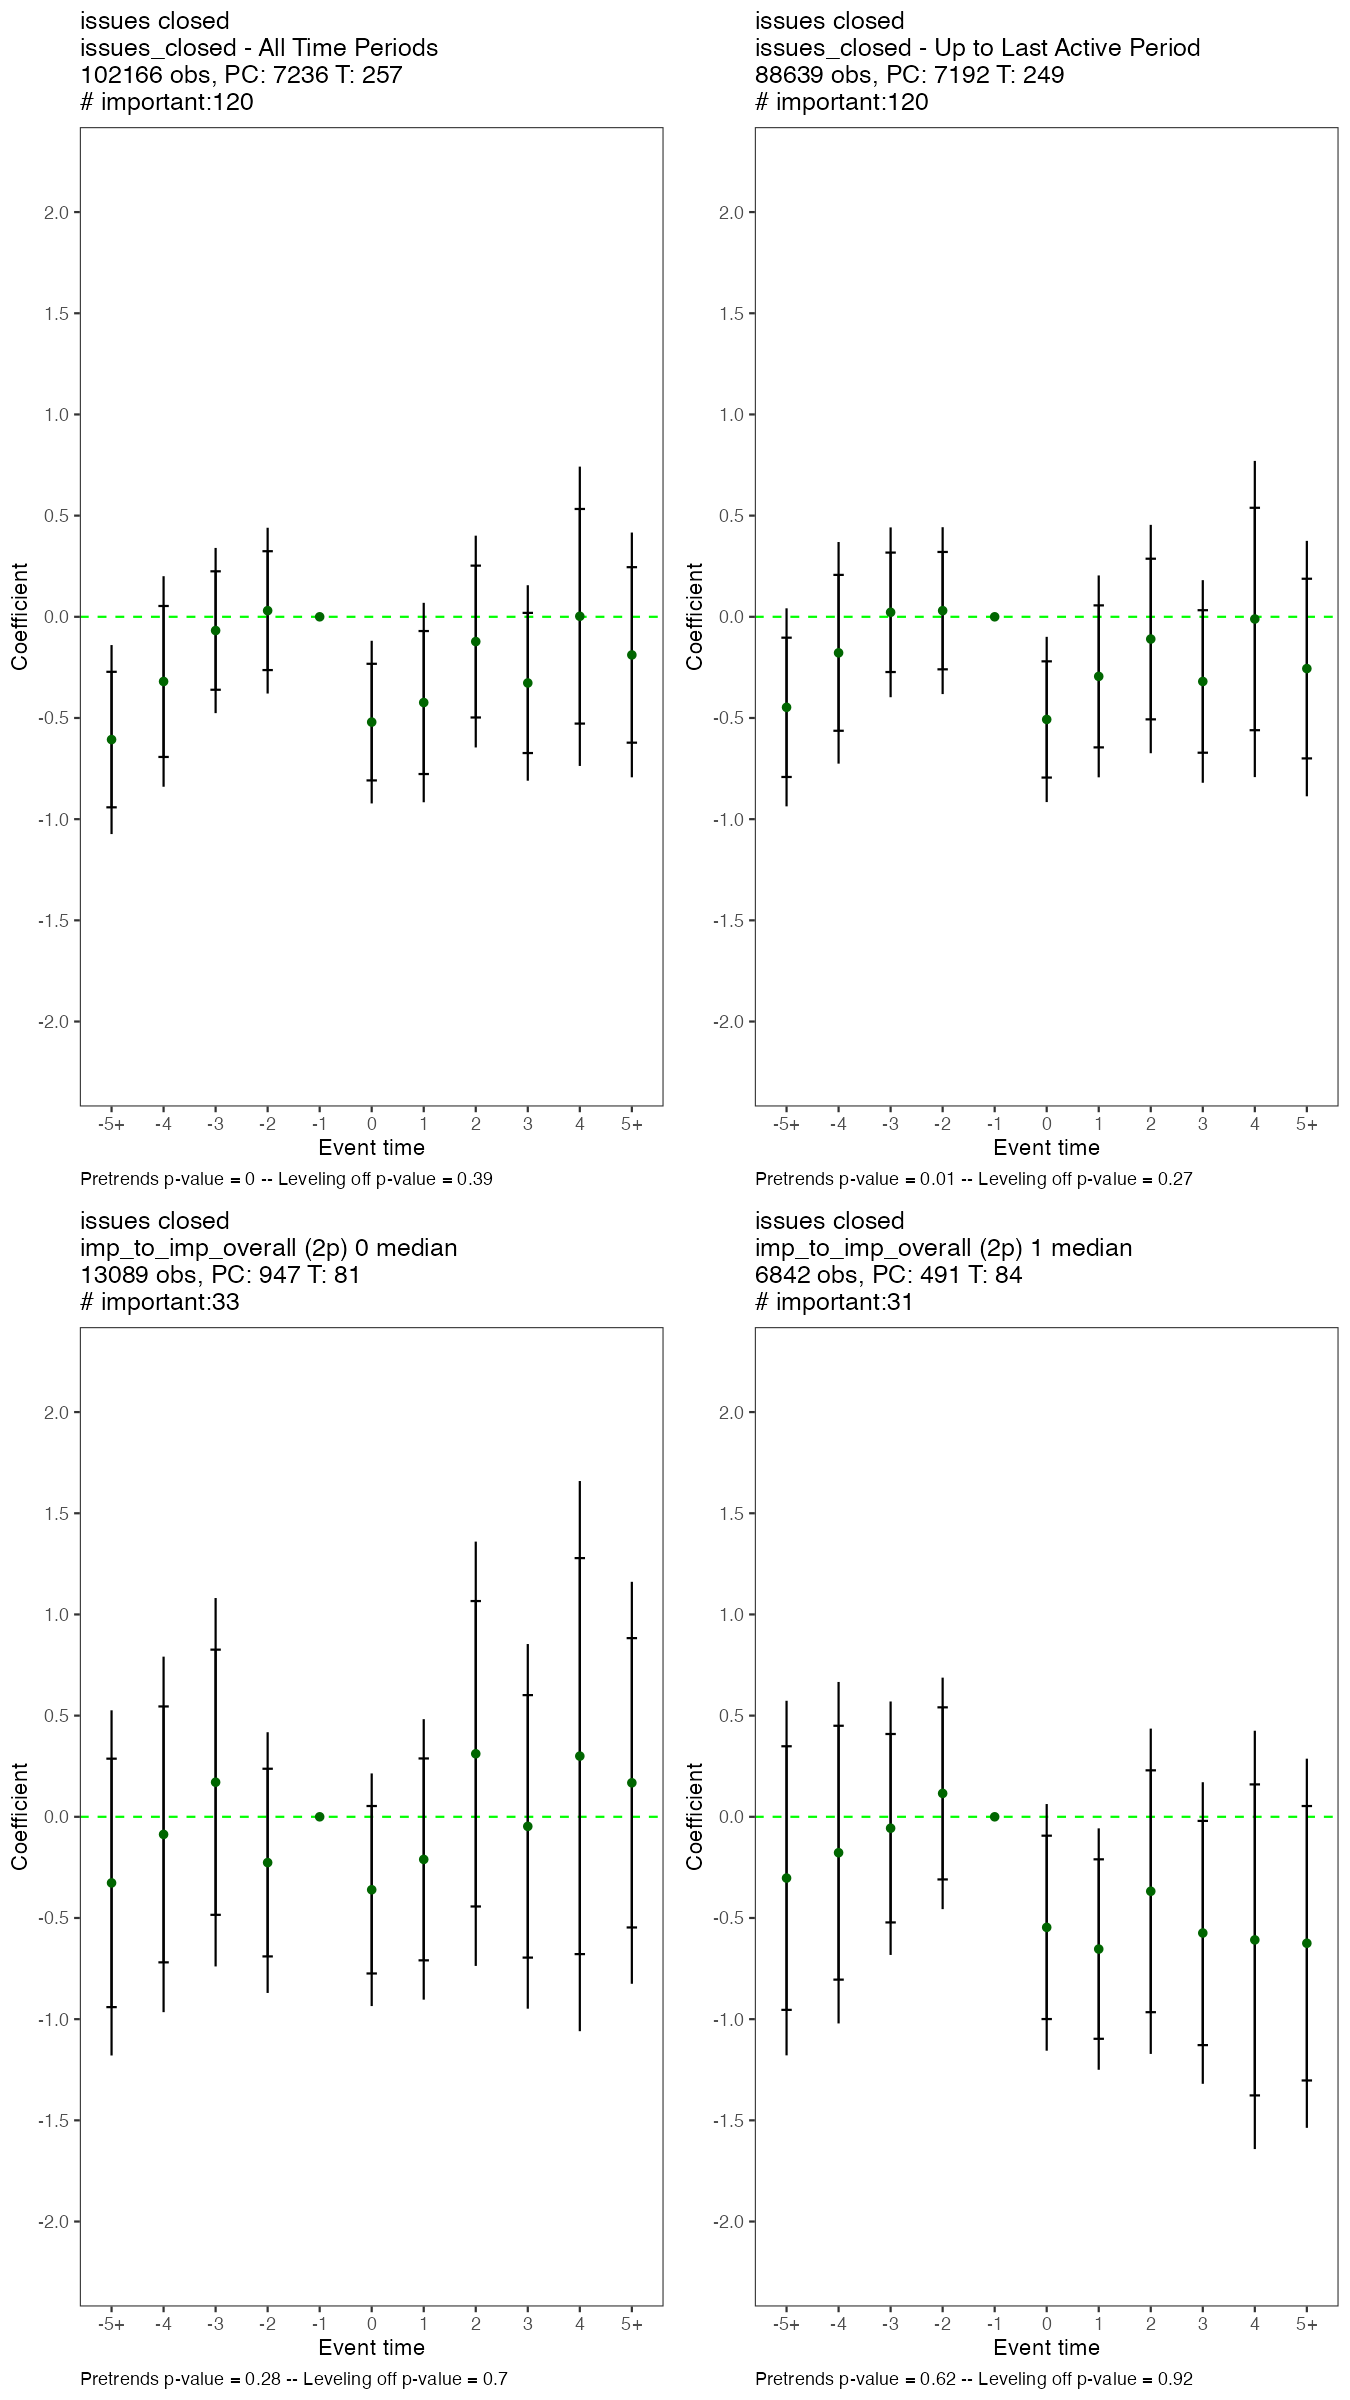 issues closed
issues_closed - All Time Periods
102166 obs, PC: 7236 T: 257
# important:120
2.0
1.5
1.0
0.5
0.0
-0.5
-1.0
-1.5
-2.0
Coefficient
-5+ -4 -3 -2 -1 0 1 2 3 4 5+
Event time
Pretrends p-value = 0 -- Leveling off p-value = 0.39
issues closed
issues_closed - Up to Last Active Period
88639 obs, PC: 7192 T: 249
# important:120
2.0
1.5
1.0
0.5
0.0
-0.5
-1.0
-1.5
-2.0
Coefficient
-5+ -4 -3 -2 -1 0 1 2 3 4 5+
Event time
Pretrends p-value = 0.01 -- Leveling off p-value = 0.27
issues closed
imp_to_imp_overall (2p) 0 median
13089 obs, PC: 947 T: 81
# important:33
2.0
1.5
1.0
0.5
0.0
-0.5
-1.0
-1.5
-2.0
Coefficient
-5+ -4 -3 -2 -1 0 1 2 3 4 5+
Event time
Pretrends p-value = 0.28 -- Leveling off p-value = 0.7
issues closed
imp_to_imp_overall (2p) 1 median
6842 obs, PC: 491 T: 84
# important:31
2.0
1.5
1.0
0.5
0.0
-0.5
-1.0
-1.5
-2.0
Coefficient
-5+ -4 -3 -2 -1 0 1 2 3 4 5+
Event time
Pretrends p-value = 0.62 -- Leveling off p-value = 0.92